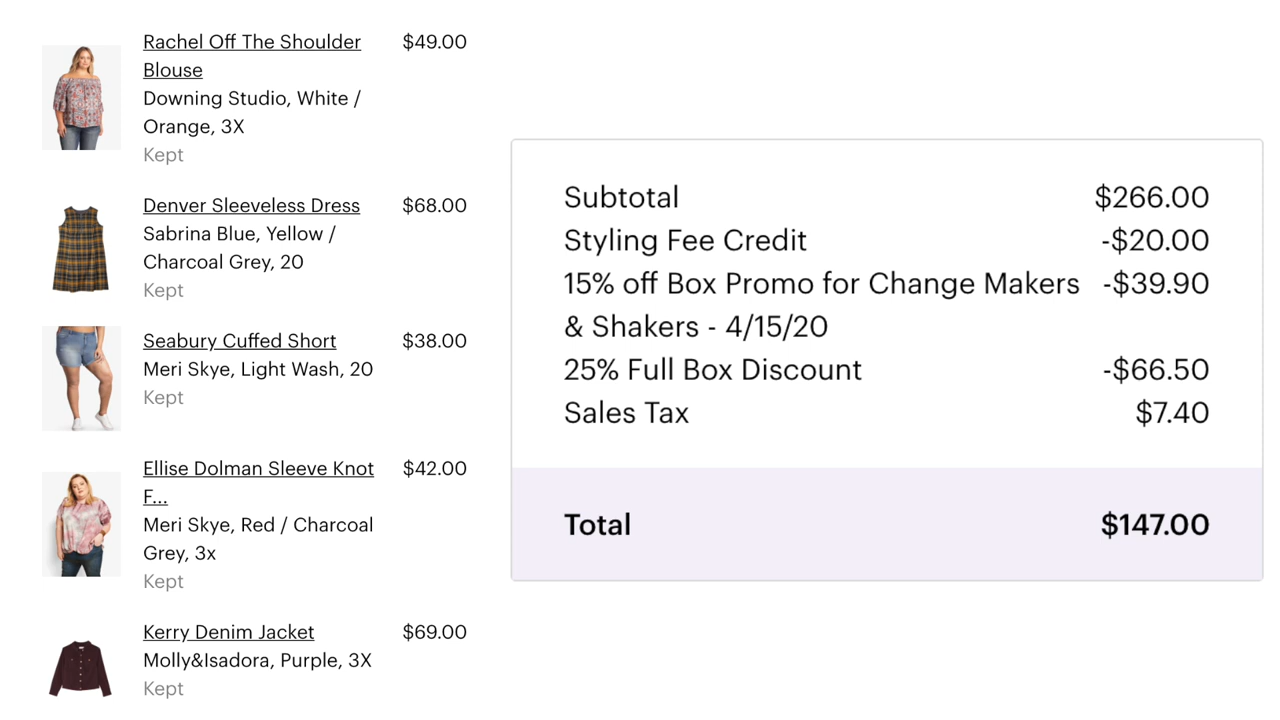 Rachel Off The Shoulder $49.00
Blouse
Downing Studio, White /
Orange, 3X
Kept
Denver Sleeveless Dress $68.00
Sabrina Blue, Yellow /
Charcoal Grey, 20
Kept
Seabury Cuffed Short $38.00
Meri Skye, Light Wash, 20
Kept
Ellise Dolman Sleeve Knot $42.00
F...
Meri Skye, Red / Charcoal
Grey, 3x
Kept
Kerry Denim Jacket $69.00
Molly&Isadora, Purple, 3X
Kept
Subtotal $266.00
Styling Fee Credit -$20.00
15% off Box Promo for Change Makers -$39.90
& Shakers - 4/15/20
25% Full Box Discount -$66.50
Sales Tax $7.40
Total $147.00